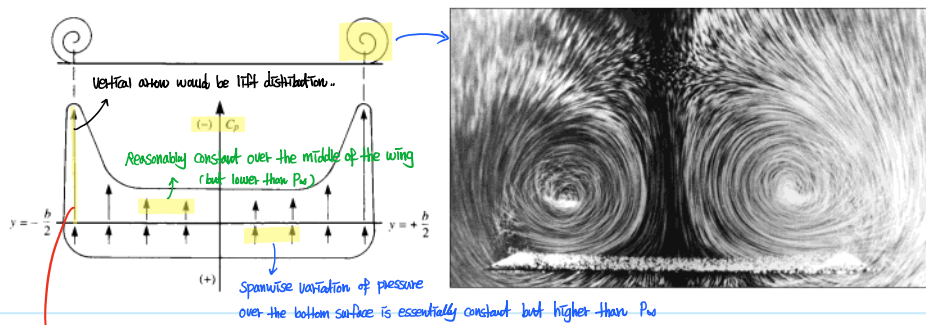 vertical arrow would be lift distribution..
(-) Cp
Reasonably constant over the middle of the wing
(but lower than P∞)
y = - b/2
y = + b/2
(+)
Spanwise variation of pressure
over the bottom surface is essentially constant but higher than P∞